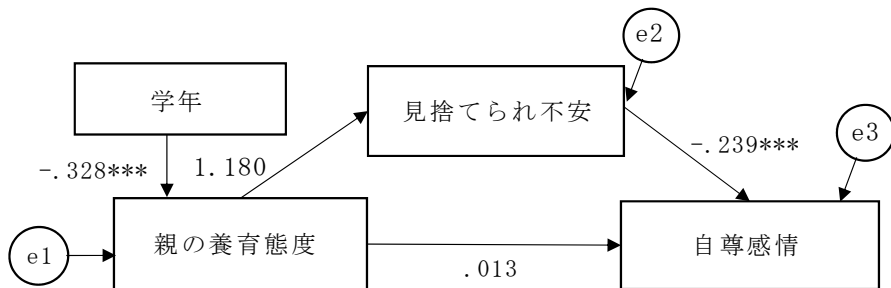 e2
学年
見捨てられ不安
e3
-.328***
1.180
-.239***
親の養育態度
自尊感情
e1
.013